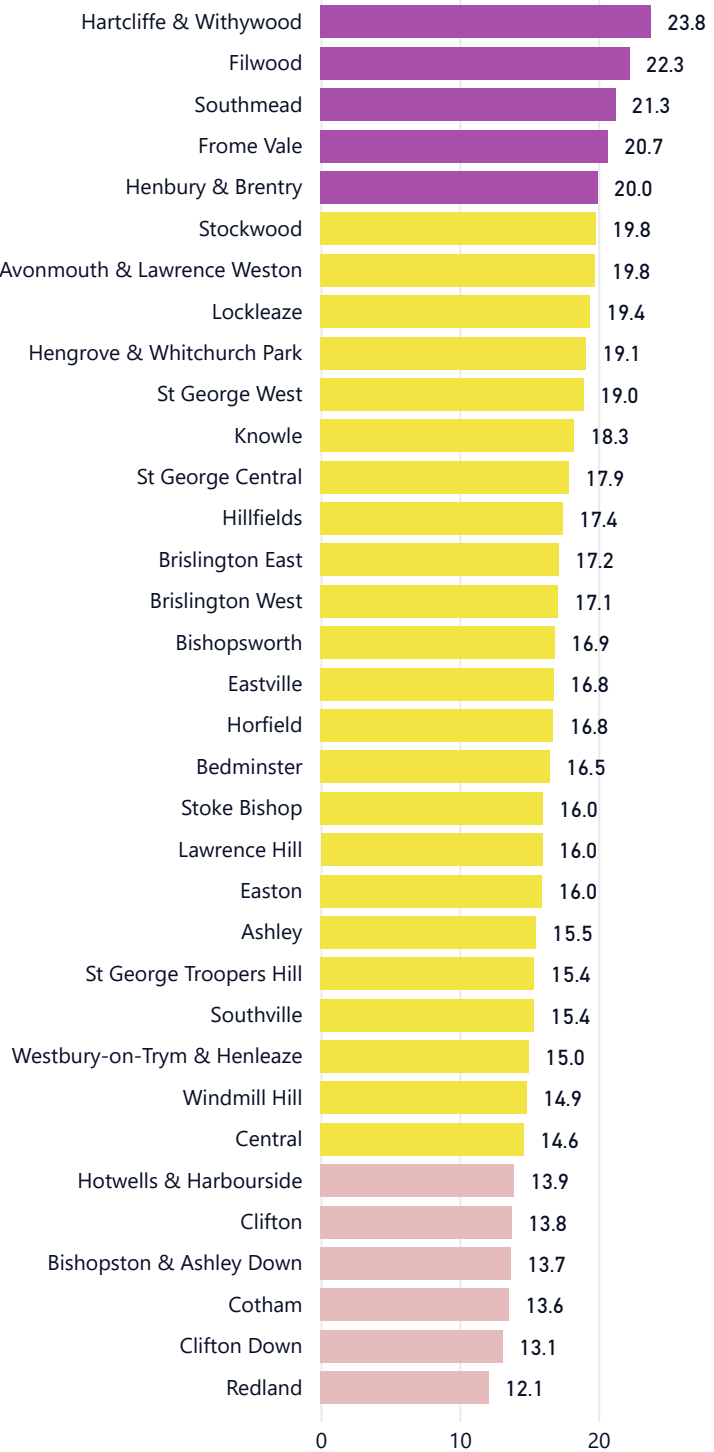 Hartcliffe & Withywood 23.8
Filwood 22.3
Southmead 21.3
Frome Vale 20.7
Henbury & Brentry 20.0
Stockwood 19.8
Avonmouth & Lawrence Weston 19.8
Lockleaze 19.4
Hengrove & Whitchurch Park 19.1
St George West 19.0
Knowle 18.3
St George Central 17.9
Hillfields 17.4
Brislington East 17.2
Brislington West 17.1
Bishopsworth 16.9
Eastville 16.8
Horfield 16.8
Bedminster 16.5
Stoke Bishop 16.0
Lawrence Hill 16.0
Easton 16.0
Ashley 15.5
St George Troopers Hill 15.4
Southville 15.4
Westbury-on-Trym & Henleaze 15.0
Windmill Hill 14.9
Central 14.6
Hotwells & Harbourside 13.9
Clifton 13.8
Bishopston & Ashley Down 13.7
Cotham 13.6
Clifton Down 13.1
Redland 12.1
0 10 20